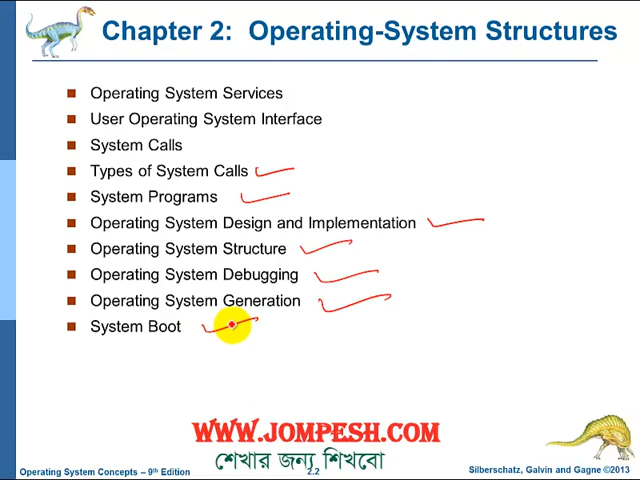 Chapter 2: Operating-System Structures
Operating System Services
User Operating System Interface
System Calls
Types of System Calls
System Programs
Operating System Design and Implementation
Operating System Structure
Operating System Debugging
Operating System Generation
System Boot
WWW.JOMPESH.COM
শেখার জন্য শিখবো
Operating System Concepts – 9th Edition
2.2
Silberschatz, Galvin and Gagne ©2013